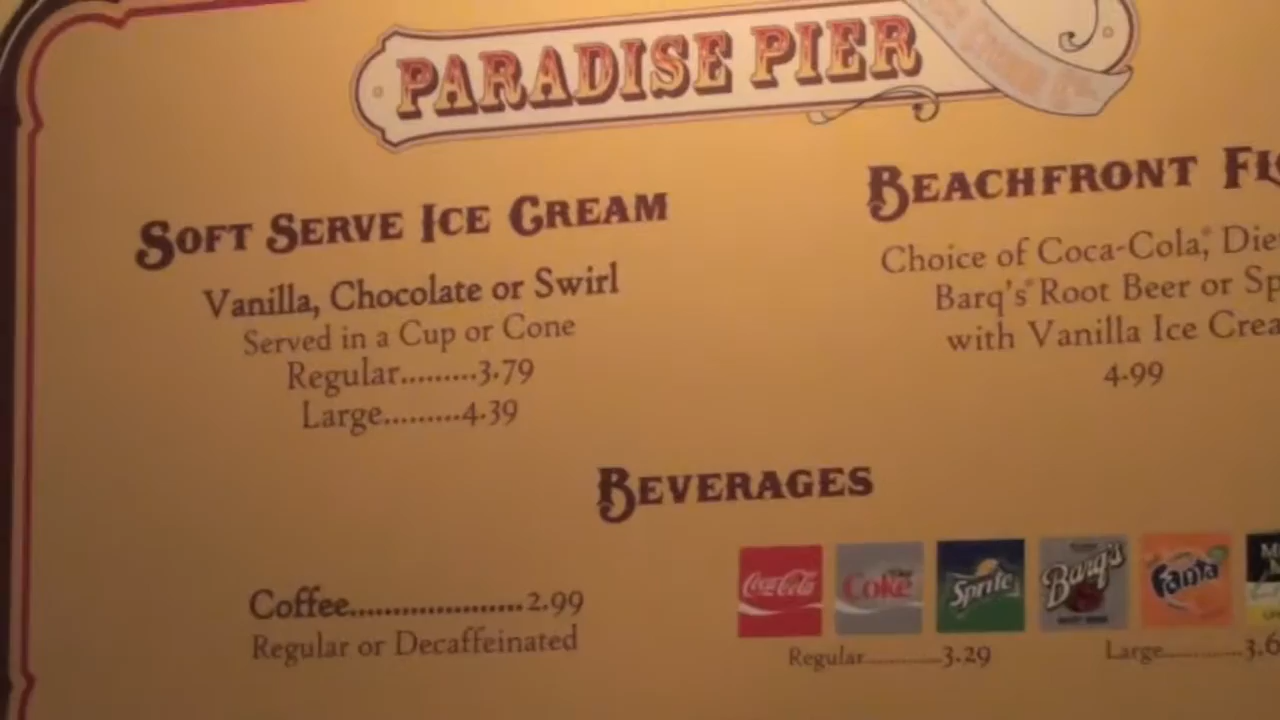 PARADISE PIER
SOFT SERVE ICE CREAM
Vanilla, Chocolate or Swirl
Served in a Cup or Cone
Regular.........3.79
Large.........4.39
BEACHFRONT
Choice of Coca-Cola,®
Barq's® Root Beer or
with Vanilla Ice
4.99
BEVERAGES
Coffee.....................2.99
Regular or Decaffeinated
Coca-Cola
Coke
Sprite
Barq's
Fanta
Regular............3.29
Large............3.6